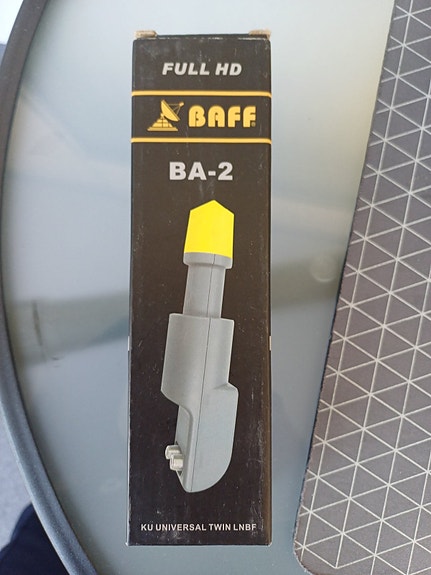 FULL HD
BAFF
BA-2
KU UNIVERSAL TWIN LNBF